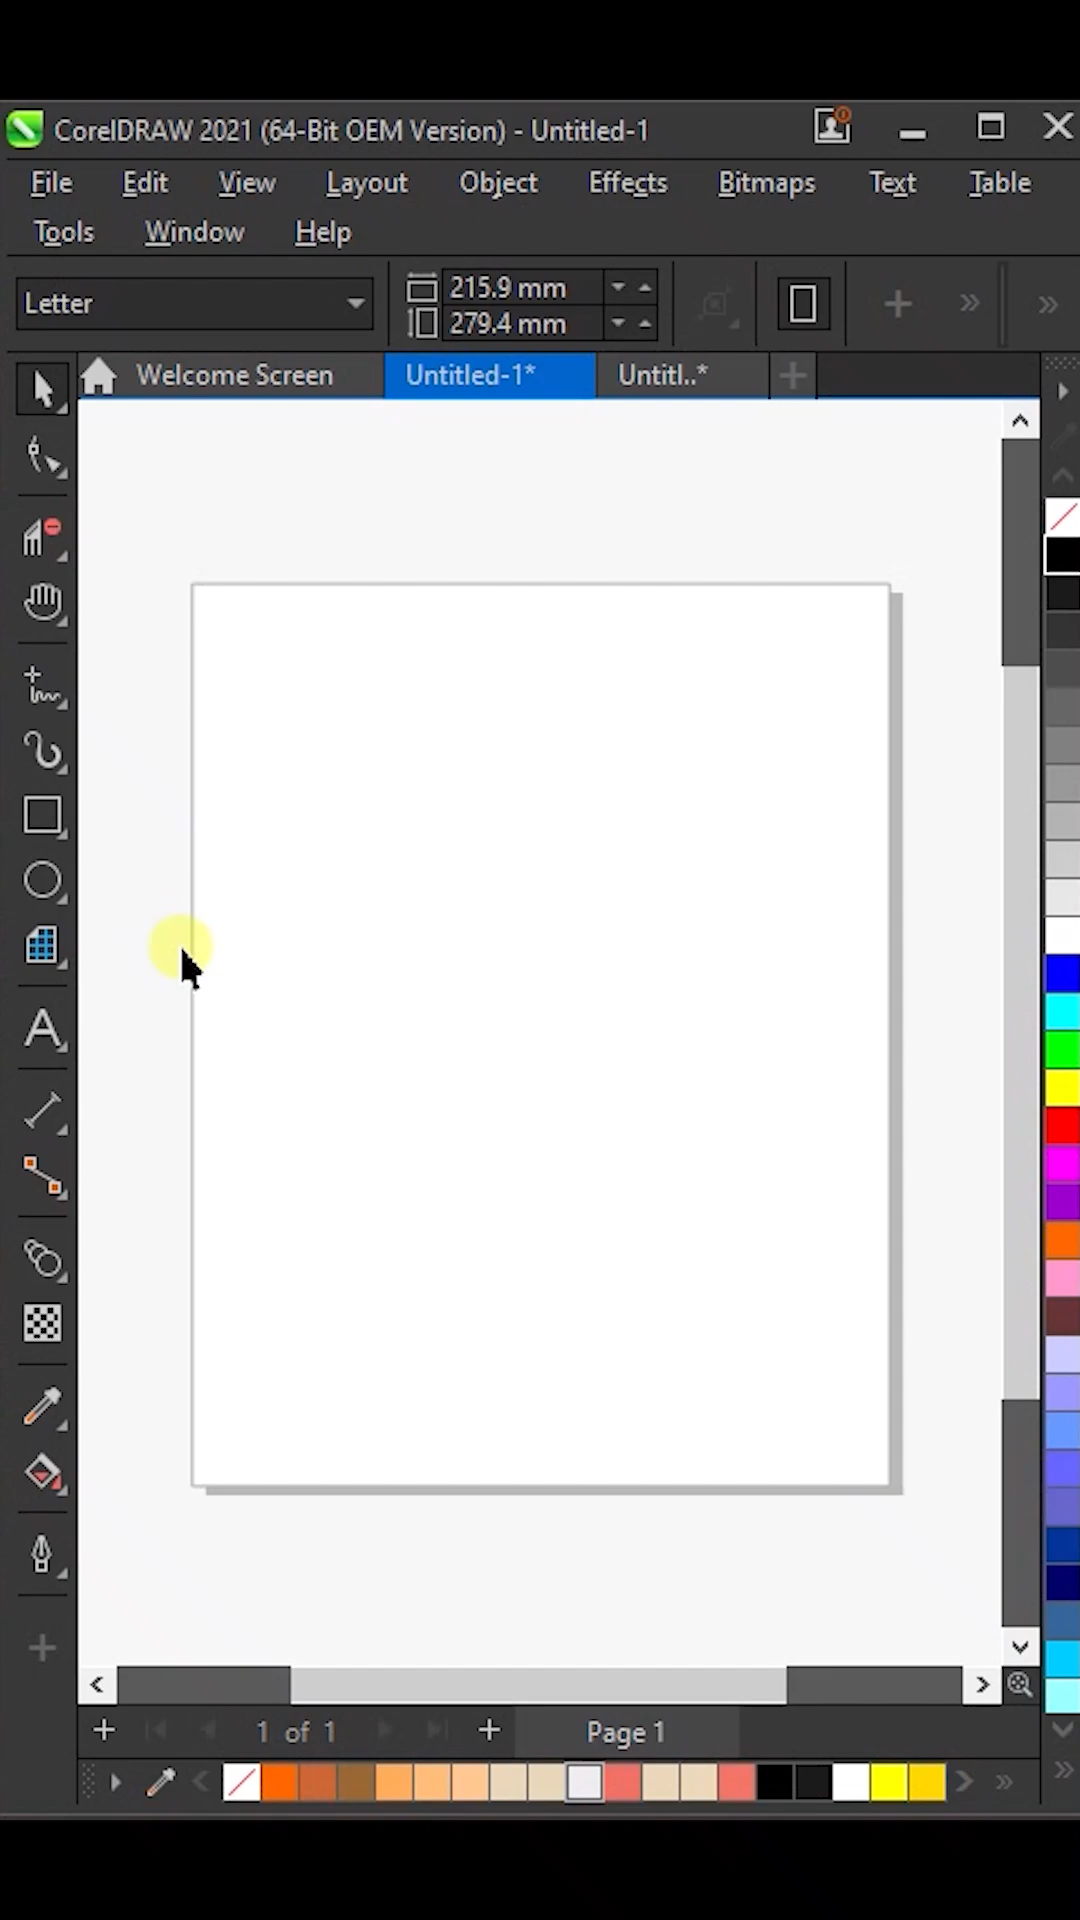 CorelDRAW 2021 (64-Bit OEM Version) - Untitled-1
File Edit View Layout Object Effects Bitmaps Text Table
Tools Window Help
Letter
215.9 mm
279.4 mm
Welcome Screen Untitled-1* Untitl..*
1 of 1 Page 1